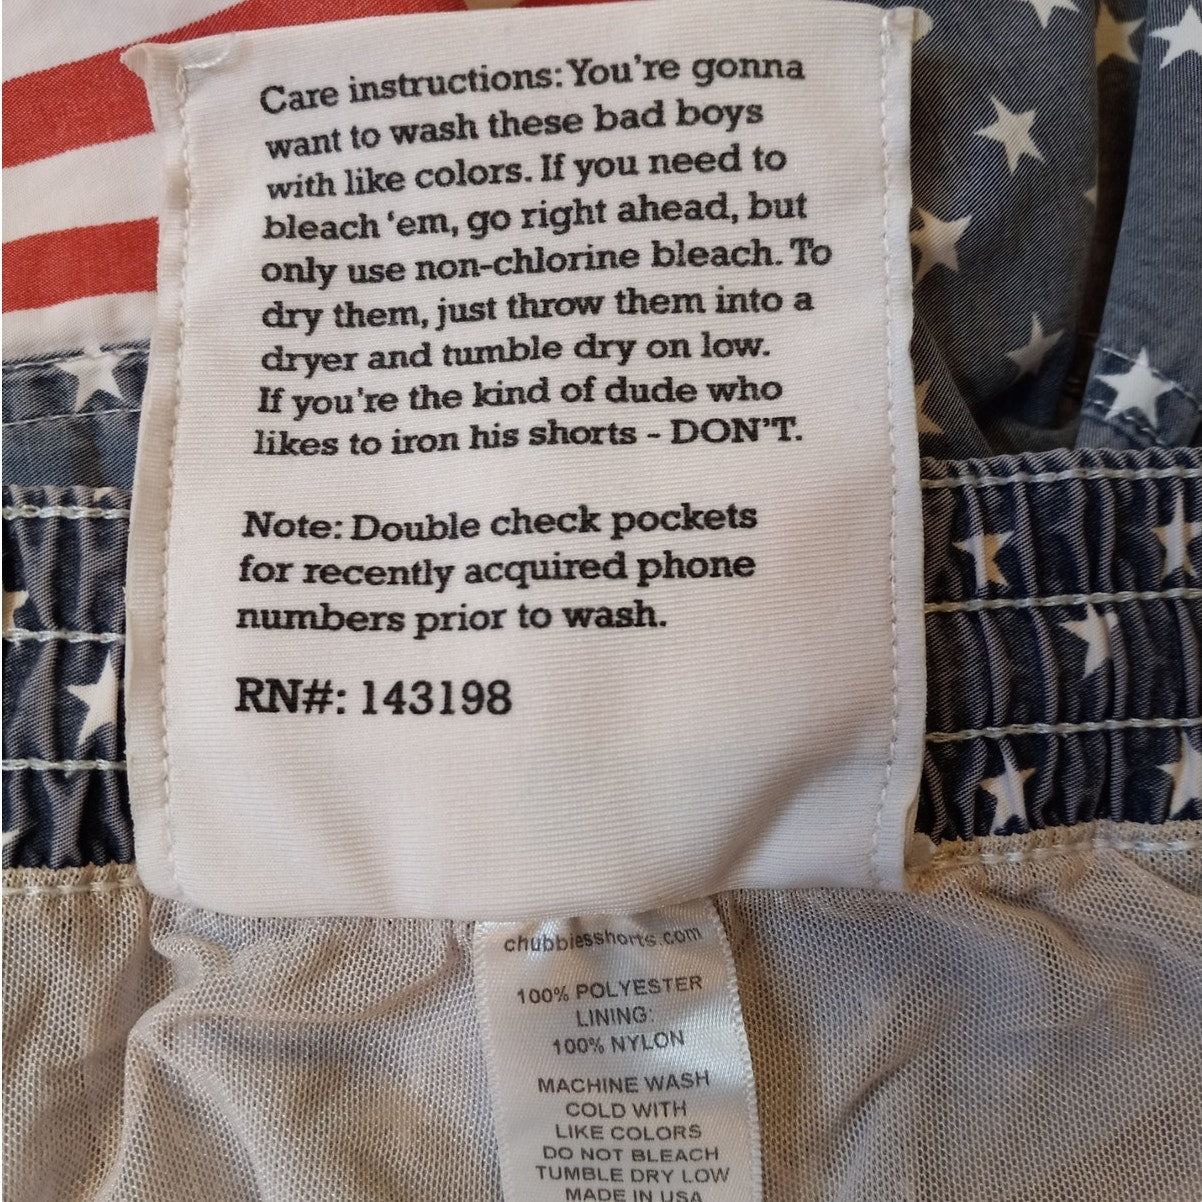 Care instructions: You're gonna
want to wash these bad boys
with like colors. If you need to
bleach 'em, go right ahead, but
only use non-chlorine bleach. To
dry them, just throw them into a
dryer and tumble dry on low.
If you're the kind of dude who
likes to iron his shorts - DON'T.
Note: Double check pockets
for recently acquired phone
numbers prior to wash.
RN#: 143198
chubbiesshorts.com
100% POLYESTER
LINING:
100% NYLON
MACHINE WASH
COLD WITH
LIKE COLORS
DO NOT BLEACH
TUMBLE DRY LOW
MADE IN USA